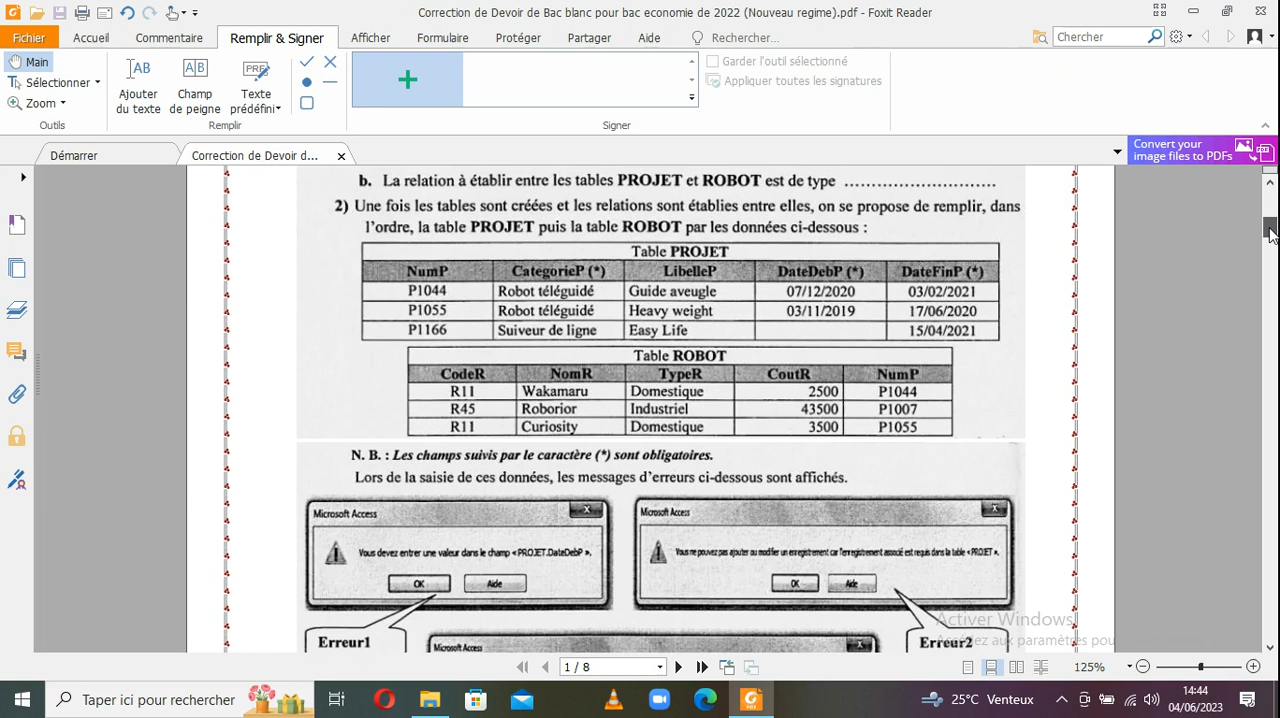 Correction de Devoir de Bac blanc pour bac economie de 2022 (Nouveau regime).pdf - Foxit Reader
Fichier Accueil Commentaire Remplir & Signer Afficher Formulaire Protéger Partager Aide Rechercher... Chercher
Main
Sélectionner
Zoom
Outils
Ajouter du texte
Champ de peigne
PRE
Texte prédéfini
Remplir
Garder l'outil sélectionné
Appliquer toutes les signatures
Signer
Démarrer Correction de Devoir d...
Convert your
image files to PDFs
b. La relation à établir entre les tables PROJET et ROBOT est de type ............................
2) Une fois les tables sont créées et les relations sont établies entre elles, on se propose de remplir, dans
l'ordre, la table PROJET puis la table ROBOT par les données ci-dessous :
Table PROJET
NumP CategorieP (*) LibelleP DateDebP (*) DateFinP (*)
P1044 Robot téléguidé Guide aveugle 07/12/2020 03/02/2021
P1055 Robot téléguidé Heavy weight 03/11/2019 17/06/2020
P1166 Suiveur de ligne Easy Life 15/04/2021
Table ROBOT
CodeR NomR TypeR CoutR NumP
R11 Wakamaru Domestique 2500 P1044
R45 Roborior Industriel 43500 P1007
R11 Curiosity Domestique 3500 P1055
N. B. : Les champs suivis par le caractère (*) sont obligatoires.
Lors de la saisie de ces données, les messages d'erreurs ci-dessous sont affichés.
Microsoft Access
Vous devez entrer une valeur dans le champ « PROJET.DateDebP ».
OK Aide
Microsoft Access
Vous ne pouvez pas ajouter ou modifier un enregistrement car l'enregistrement associé est requis dans la table « PROJET ».
OK Aide
Erreur1
Microsoft Access
Erreur2
Activer Windows
Accédez aux paramètres pou
1 / 8
125%
Taper ici pour rechercher
25°C Venteux
14:44
04/06/2023